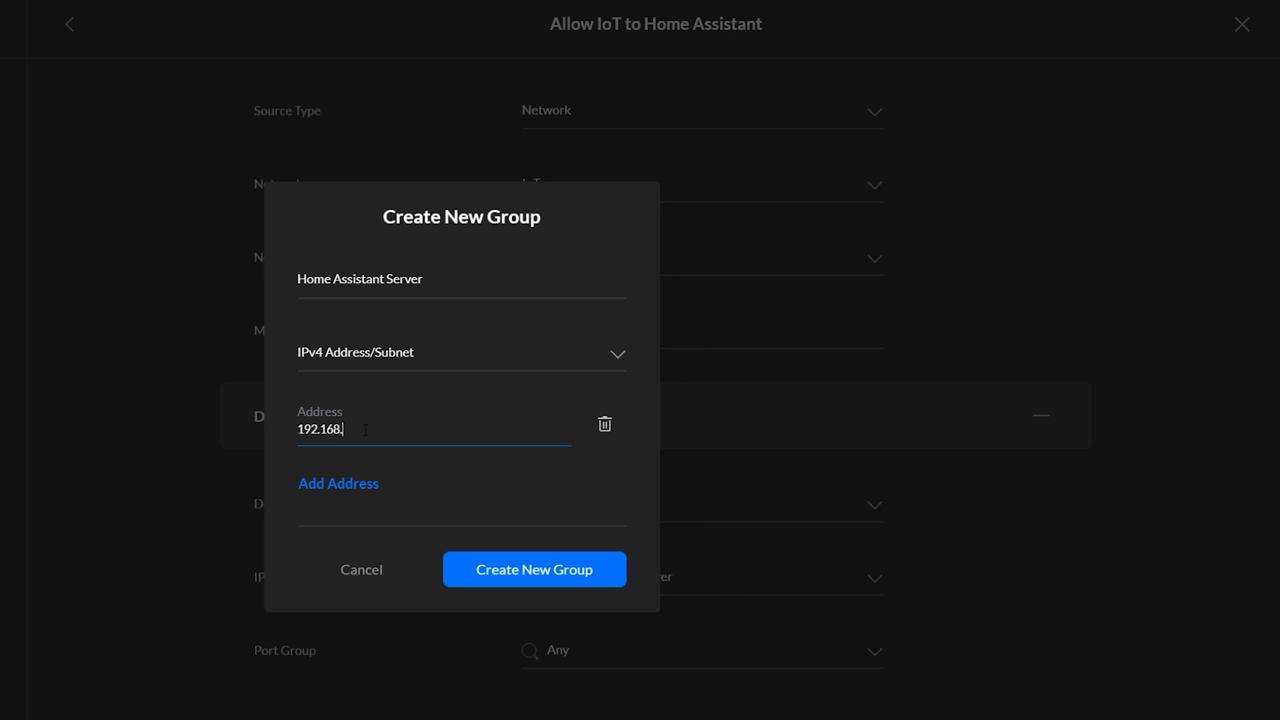 Allow IoT to Home Assistant
Source Type
Network
Create New Group
Home Assistant Server
IPv4 Address/Subnet
Address
192.168.
Add Address
Cancel
Create New Group
Port Group
Any